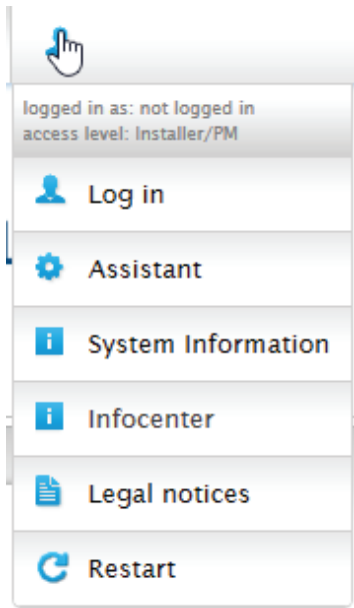 logged in as: not logged in
access level: Installer/PM
Log in
Assistant
System Information
Infocenter
Legal notices
Restart